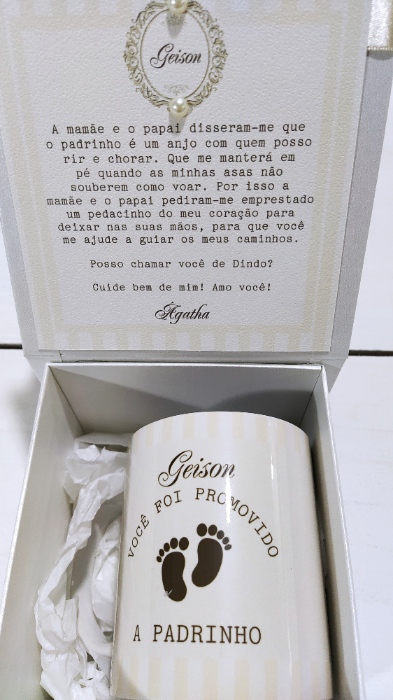 Geison
A mamãe e o papai disseram-me que
o padrinho é um anjo com quem posso
rir e chorar. Que me manterá em
pé quando as minhas asas não
souberem como voar. Por isso a
mamãe e o papai pediram-me emprestado
um pedacinho do meu coração para
deixar nas suas mãos, para que você
me ajude a guiar os meus caminhos.
Posso chamar você de Dindo?
Cuide bem de mim! Amo você!
Ágatha
Geison
VOCÊ FOI PROMOVIDO
A PADRINHO